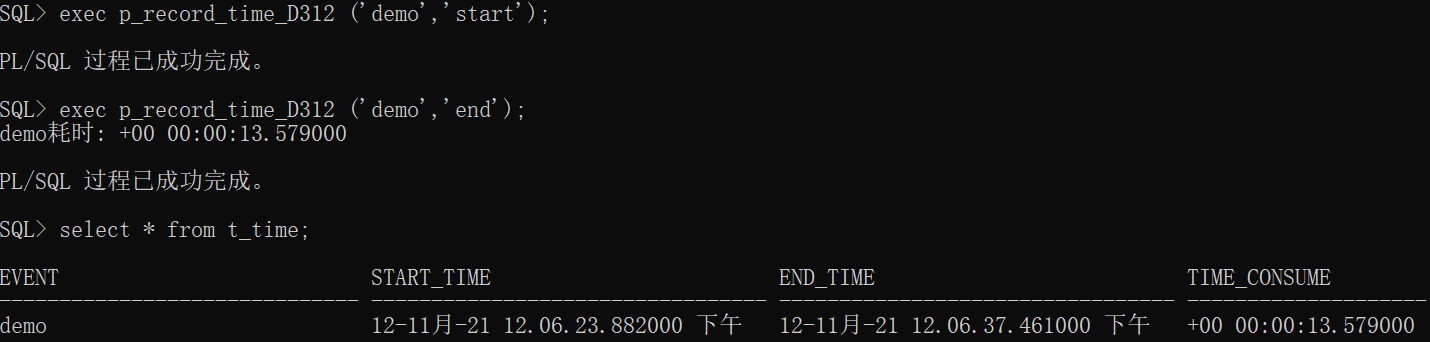 SQL> exec p_record_time_D312 ('demo','start');
PL/SQL 过程已成功完成。
SQL> exec p_record_time_D312 ('demo','end');
demo耗时: +00 00:00:13.579000
PL/SQL 过程已成功完成。
SQL> select * from t_time;
EVENT START_TIME END_TIME TIME_CONSUME
------------------------------ --------------------------------- --------------------------------- --------------------
demo 12-11月-21 12.06.23.882000 下午 12-11月-21 12.06.37.461000 下午 +00 00:00:13.579000